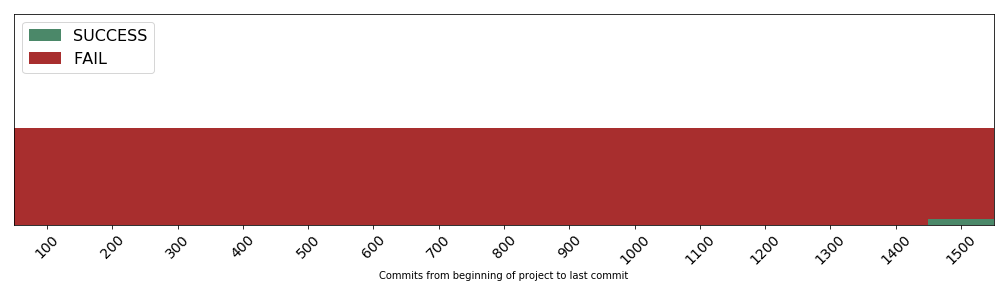 SUCCESS
FAIL
100 200 300 400 500 600 700 800 900 1000 1100 1200 1300 1400 1500
Commits from beginning of project to last commit